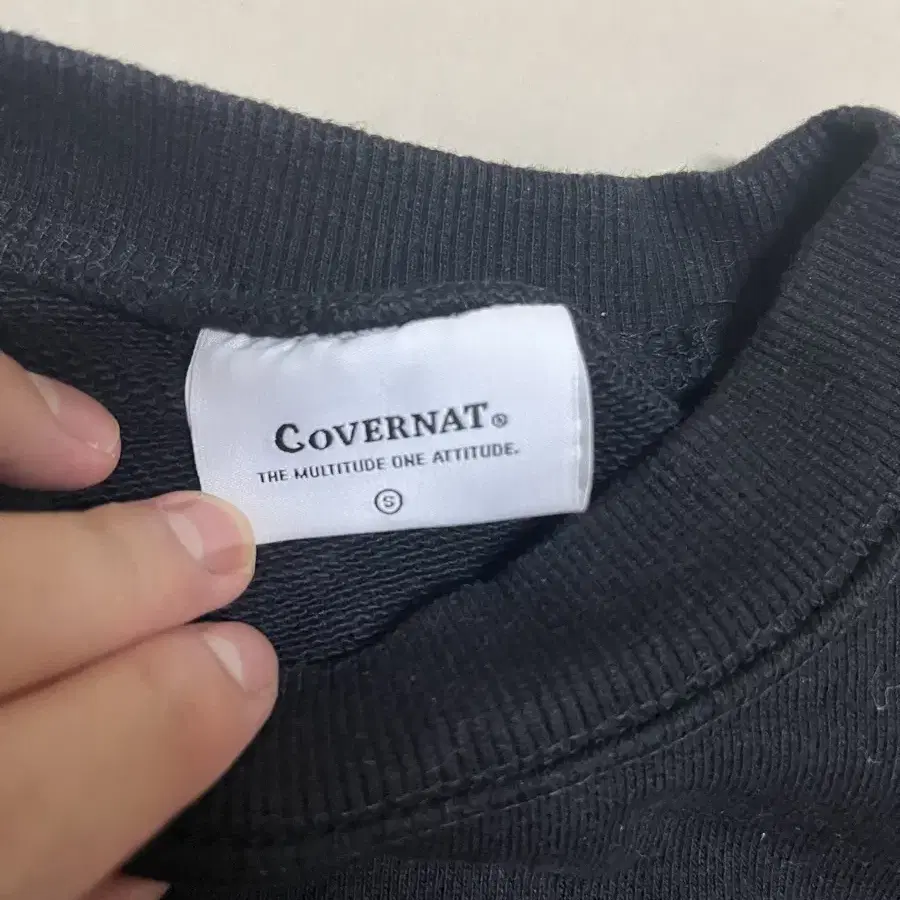 COVERNAT®
THE MULTITUDE ONE ATTITUDE.
S